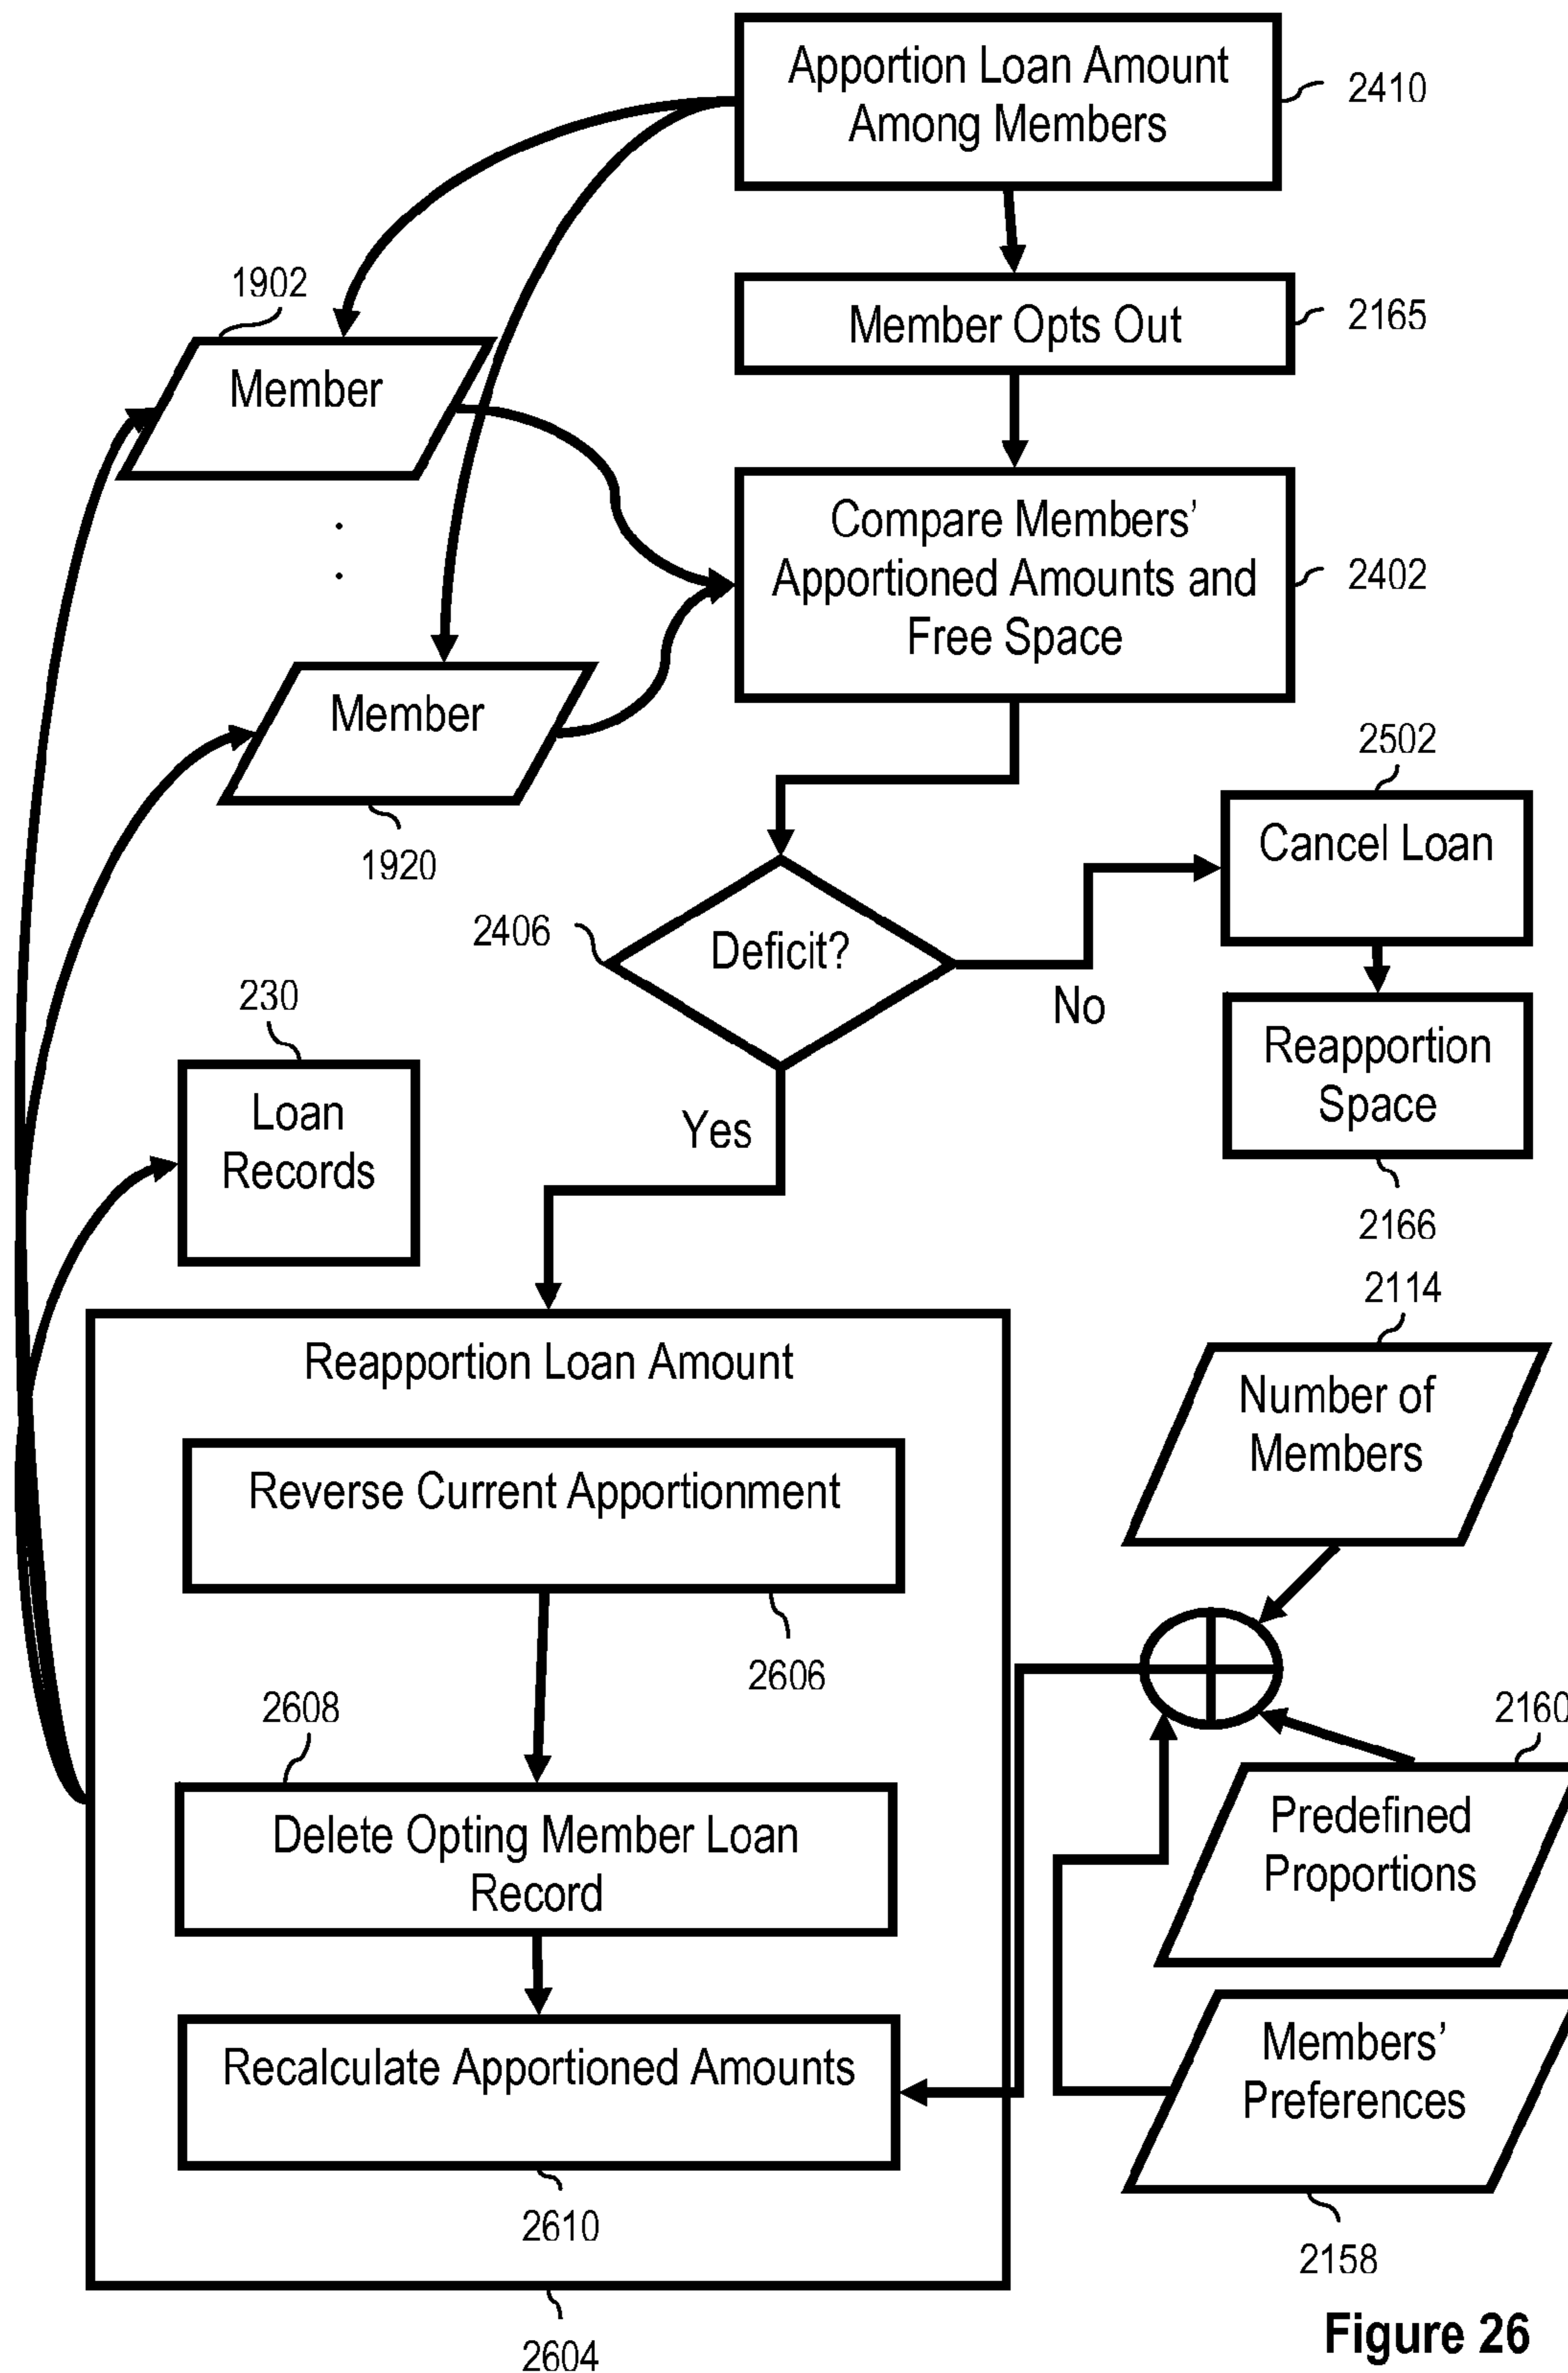 Apportion Loan Amount
Among Members
2410
1902
Member
Member Opts Out
2165
Compare Members’
Apportioned Amounts and
Free Space
2402
Member
1920
2502
Cancel Loan
2406
Deficit?
No
230
Loan
Records
Yes
Reapportion
Space
2166
2114
Reapportion Loan Amount
Number of
Members
Reverse Current Apportionment
2606
2608
2160
Delete Opting Member Loan
Record
Predefined
Proportions
Recalculate Apportioned Amounts
Members’
Preferences
2610
2158
2604
Figure 26